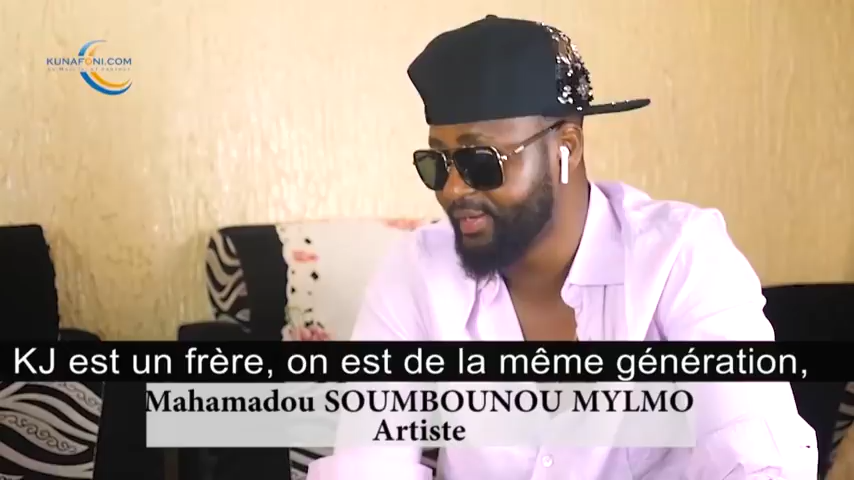 KUNAFONI.COM
KJ est un frère, on est de la même génération,
Mahamadou SOUMBOUNOU MYLMO
Artiste